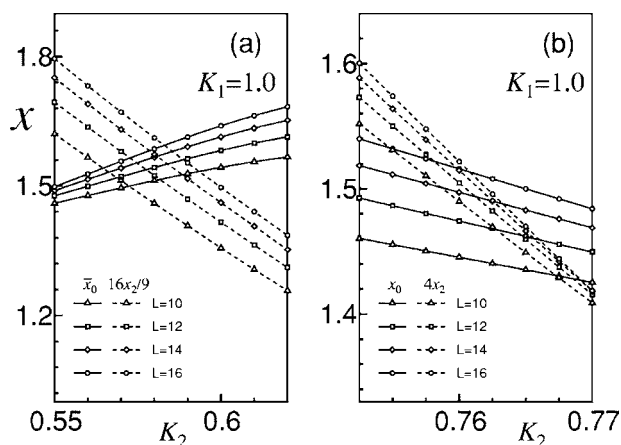 (a)
K₁=1.0
1.8
1.5
1.2
x
x̄₀ 16x₂/9
L=10
L=12
L=14
L=16
0.55 0.6
K₂
(b)
K₁=1.0
1.6
1.5
1.4
x₀ 4x₂
L=10
L=12
L=14
L=16
0.76 0.77
K₂